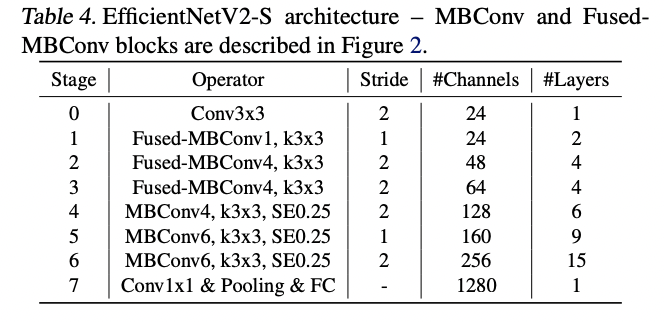 Table 4. EfficientNetV2-S architecture – MBConv and Fused-
MBConv blocks are described in Figure 2.
Stage Operator Stride #Channels #Layers
0 Conv3x3 2 24 1
1 Fused-MBConv1, k3x3 1 24 2
2 Fused-MBConv4, k3x3 2 48 4
3 Fused-MBConv4, k3x3 2 64 4
4 MBConv4, k3x3, SE0.25 2 128 6
5 MBConv6, k3x3, SE0.25 1 160 9
6 MBConv6, k3x3, SE0.25 2 256 15
7 Conv1x1 & Pooling & FC - 1280 1